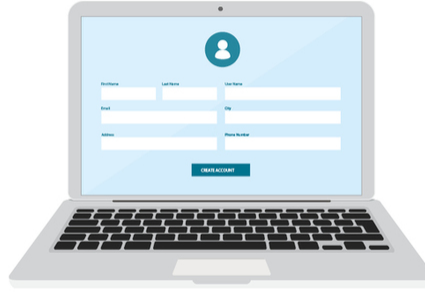 First Name Last Name User Name
Email City
Address Phone Number
CREATE ACCOUNT